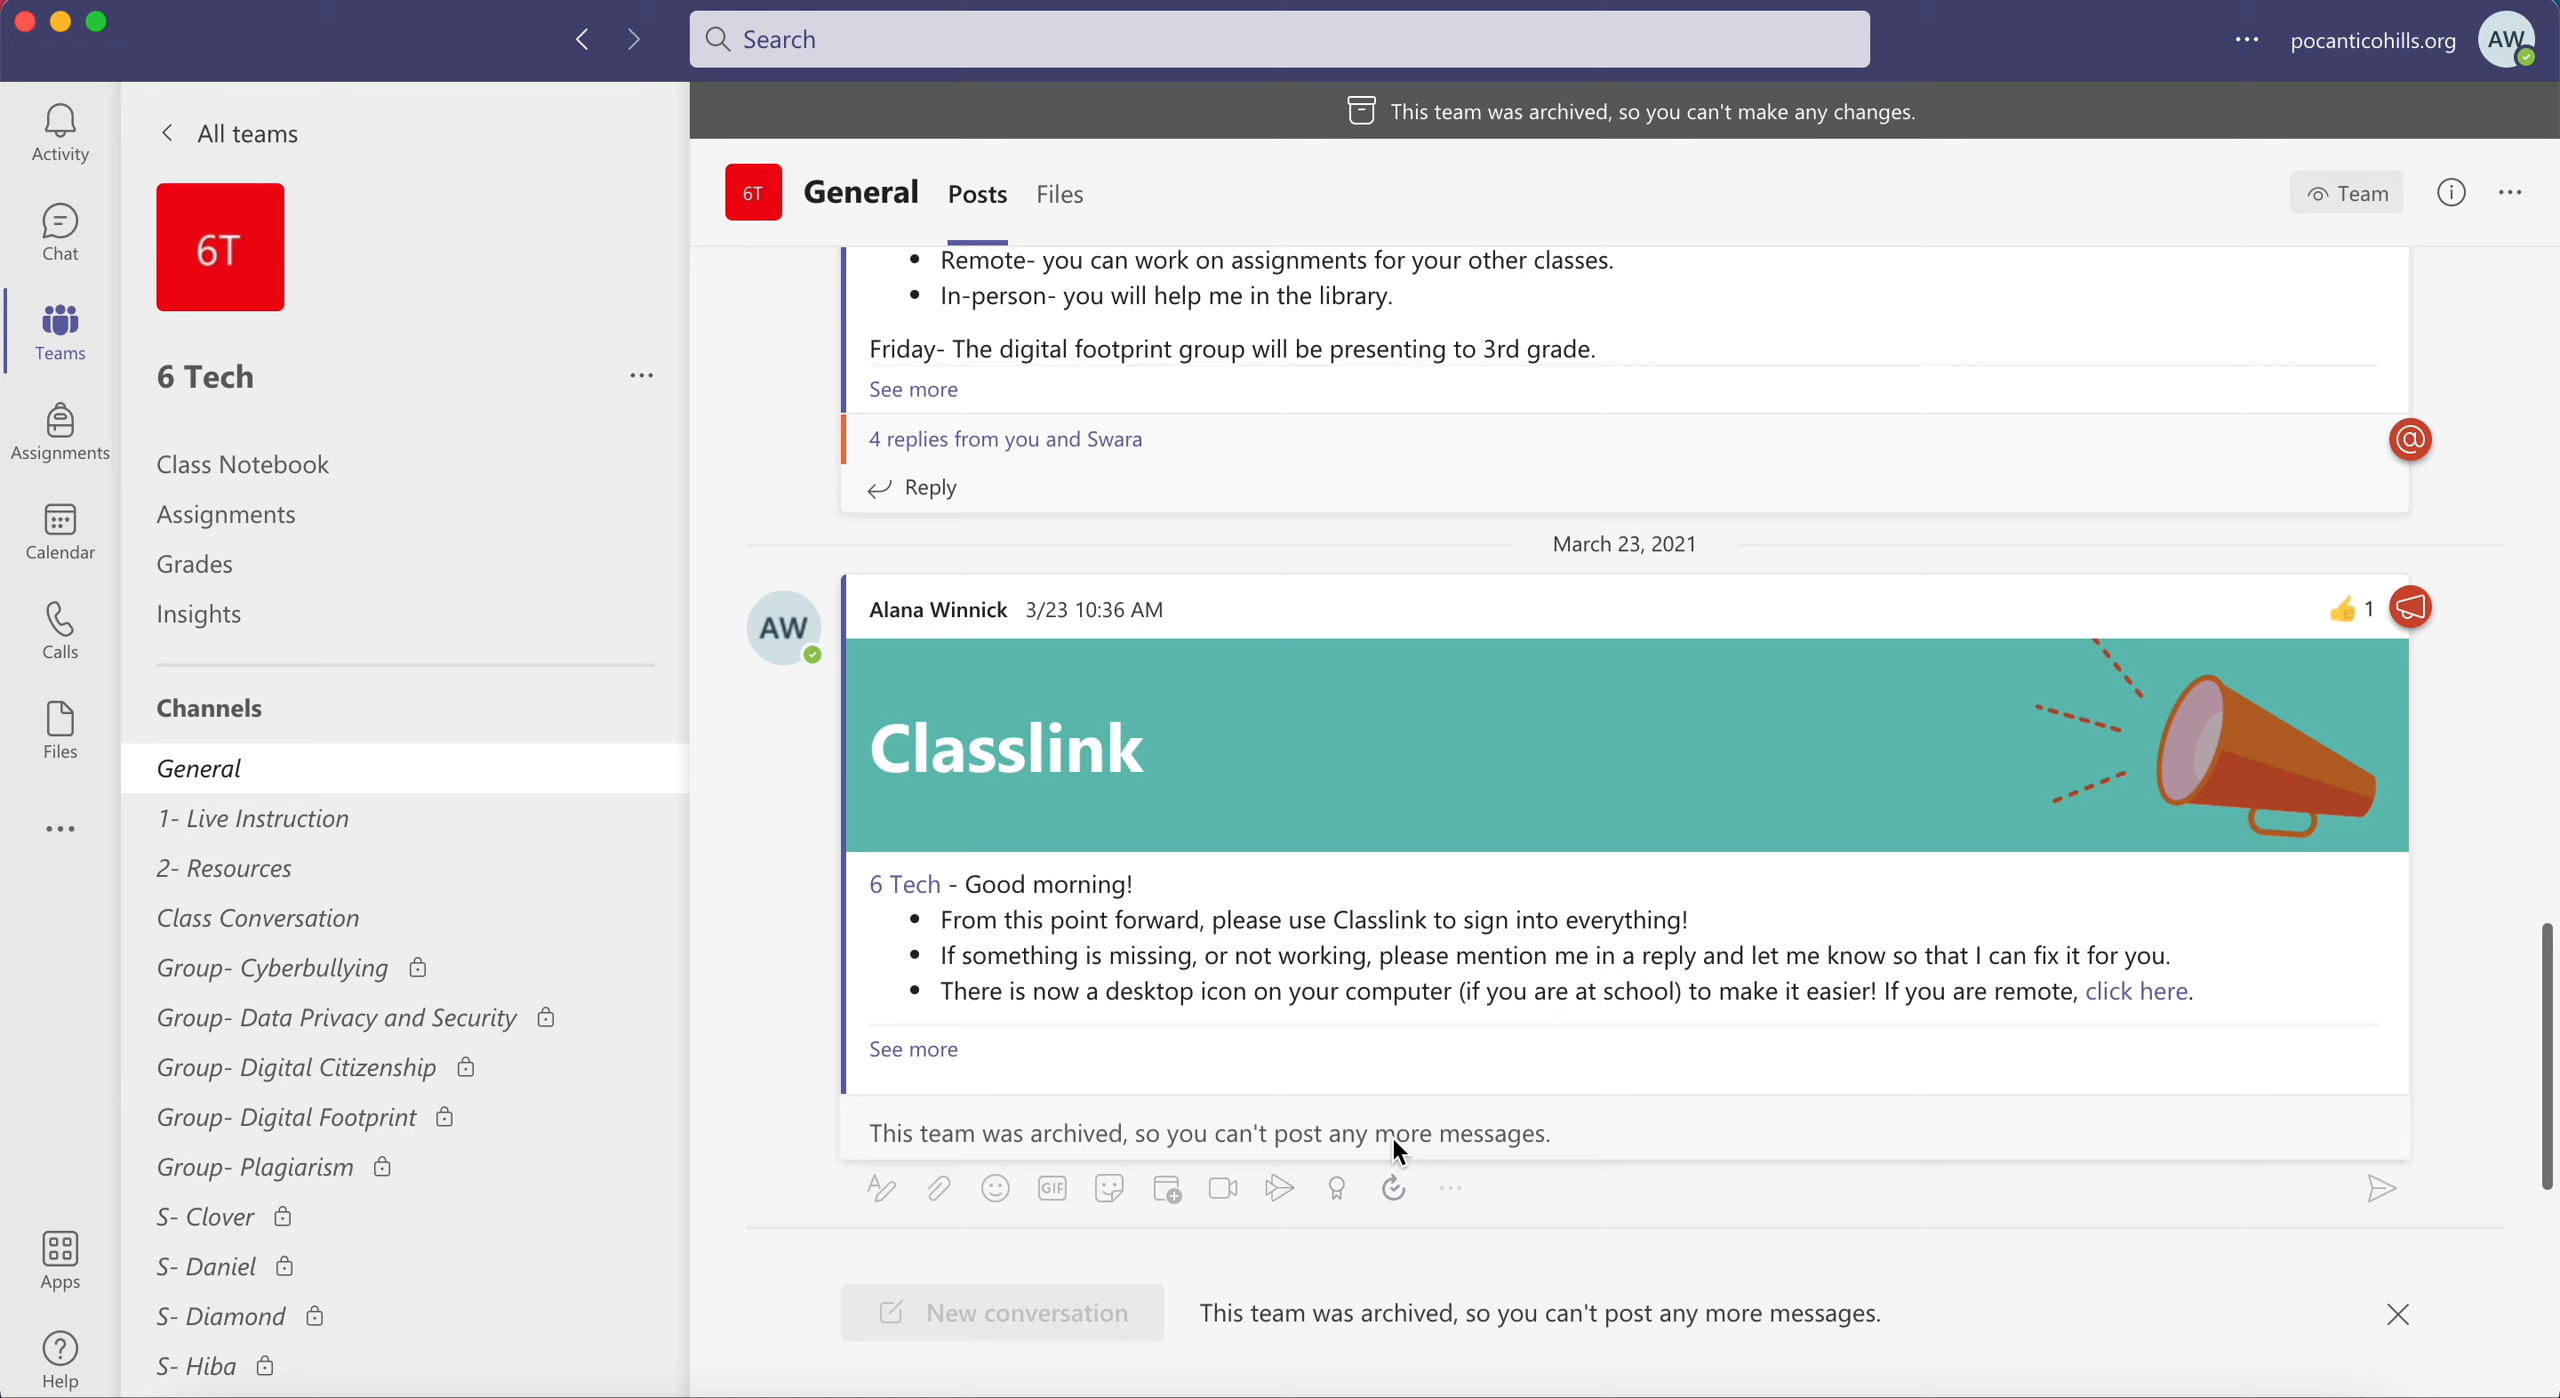 Search
pocanticohills.org
AW
This team was archived, so you can't make any changes.
Activity
Chat
Teams
Assignments
Calendar
Calls
Files
Apps
Help
All teams
6T
6 Tech
Class Notebook
Assignments
Grades
Insights
Channels
General
1- Live Instruction
2- Resources
Class Conversation
Group- Cyberbullying
Group- Data Privacy and Security
Group- Digital Citizenship
Group- Digital Footprint
Group- Plagiarism
S- Clover
S- Daniel
S- Diamond
S- Hiba
6T General Posts Files
Team
Remote- you can work on assignments for your other classes.
In-person- you will help me in the library.
Friday- The digital footprint group will be presenting to 3rd grade.
See more
4 replies from you and Swara
@
Reply
March 23, 2021
AW
Alana Winnick 3/23 10:36 AM
1
Classlink
6 Tech - Good morning!
From this point forward, please use Classlink to sign into everything!
If something is missing, or not working, please mention me in a reply and let me know so that I can fix it for you.
There is now a desktop icon on your computer (if you are at school) to make it easier! If you are remote, click here.
See more
This team was archived, so you can't post any more messages.
GIF
New conversation
This team was archived, so you can't post any more messages.